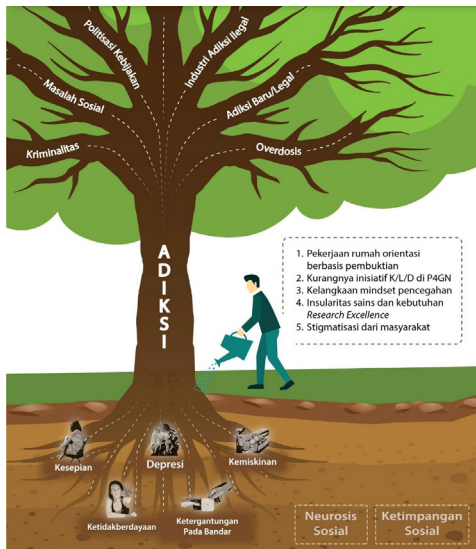 Politisasi Kebijakan
Industri Adiksi Ilegal
Masalah Sosial
Adiksi Baru/Legal
Kriminalitas
Overdosis
ADIKSI
1. Pekerjaan rumah orientasi
berbasis pembuktian
2. Kurangnya inisiatif K/L/D di P4GN
3. Kelangkaan mindset pencegahan
4. Insularitas sains dan kebutuhan
Research Excellence
5. Stigmatisasi dari masyarakat
Kesepian
Depresi
Kemiskinan
Ketidakberdayaan
Ketergantungan
Pada Bandar
Neurosis
Sosial
Ketimpangan
Sosial